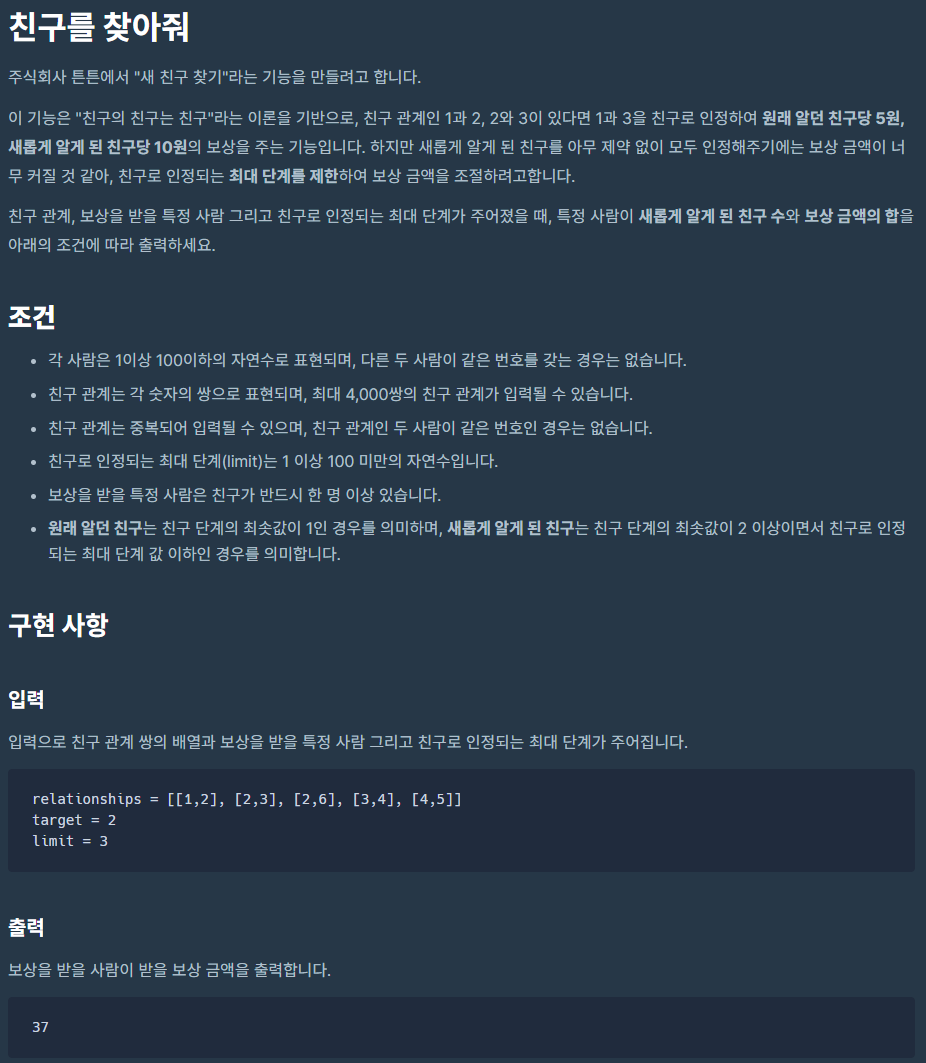 친구를 찾아줘
주식회사 튼튼에서 "새 친구 찾기"라는 기능을 만들려고 합니다.
이 기능은 "친구의 친구는 친구"라는 이론을 기반으로, 친구 관계인 1과 2, 2와 3이 있다면 1과 3을 친구로 인정하여 원래 알던 친구당 5원,
새롭게 알게 된 친구당 10원의 보상을 주는 기능입니다. 하지만 새롭게 알게 된 친구를 아무 제약 없이 모두 인정해주기에는 보상 금액이 너
무 커질 것 같아, 친구로 인정되는 최대 단계를 제한하여 보상 금액을 조절하려고합니다.
친구 관계, 보상을 받을 특정 사람 그리고 친구로 인정되는 최대 단계가 주어졌을 때, 특정 사람이 새롭게 알게 된 친구 수와 보상 금액의 합을
아래의 조건에 따라 출력하세요.
조건
• 각 사람은 1이상 100이하의 자연수로 표현되며, 다른 두 사람이 같은 번호를 갖는 경우는 없습니다.
• 친구 관계는 각 숫자의 쌍으로 표현되며, 최대 4,000쌍의 친구 관계가 입력될 수 있습니다.
• 친구 관계는 중복되어 입력될 수 있으며, 친구 관계인 두 사람이 같은 번호인 경우는 없습니다.
• 친구로 인정되는 최대 단계(limit)는 1 이상 100 미만의 자연수입니다.
• 보상을 받을 특정 사람은 친구가 반드시 한 명 이상 있습니다.
• 원래 알던 친구는 친구 단계의 최솟값이 1인 경우를 의미하며, 새롭게 알게 된 친구는 친구 단계의 최솟값이 2 이상이면서 친구로 인정
되는 최대 단계 값 이하인 경우를 의미합니다.
구현 사항
입력
입력으로 친구 관계 쌍의 배열과 보상을 받을 특정 사람 그리고 친구로 인정되는 최대 단계가 주어집니다.
relationships = [[1,2], [2,3], [2,6], [3,4], [4,5]]
target = 2
limit = 3
출력
보상을 받을 사람이 받을 보상 금액을 출력합니다.
37